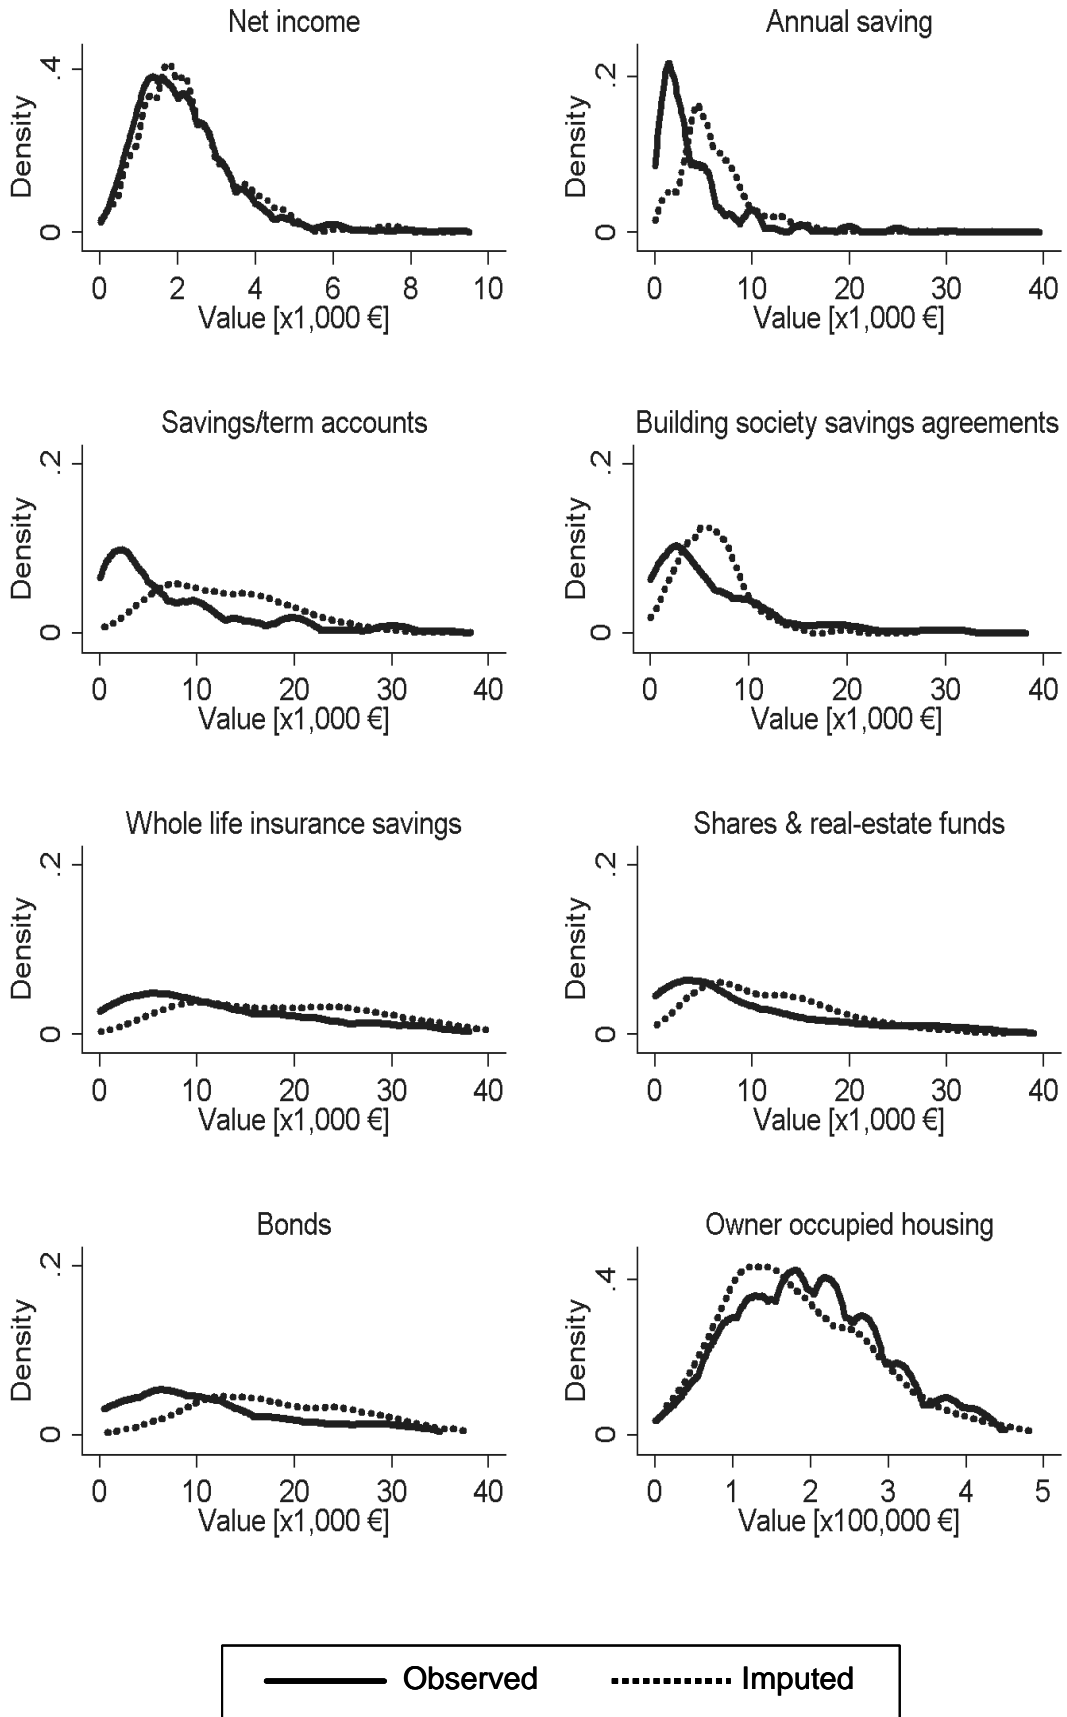 Net income
Density
.4
0
0 2 4 6 8 10
Value [x1,000 €]
Annual saving
Density
.2
0
0 10 20 30 40
Value [x1,000 €]
Savings/term accounts
Density
.2
0
0 10 20 30 40
Value [x1,000 €]
Building society savings agreements
Density
.2
0
0 10 20 30 40
Value [x1,000 €]
Whole life insurance savings
Density
.2
0
0 10 20 30 40
Value [x1,000 €]
Shares & real-estate funds
Density
.2
0
0 10 20 30 40
Value [x1,000 €]
Bonds
Density
.2
0
0 10 20 30 40
Value [x1,000 €]
Owner occupied housing
Density
.4
0
0 1 2 3 4 5
Value [x100,000 €]
Observed Imputed